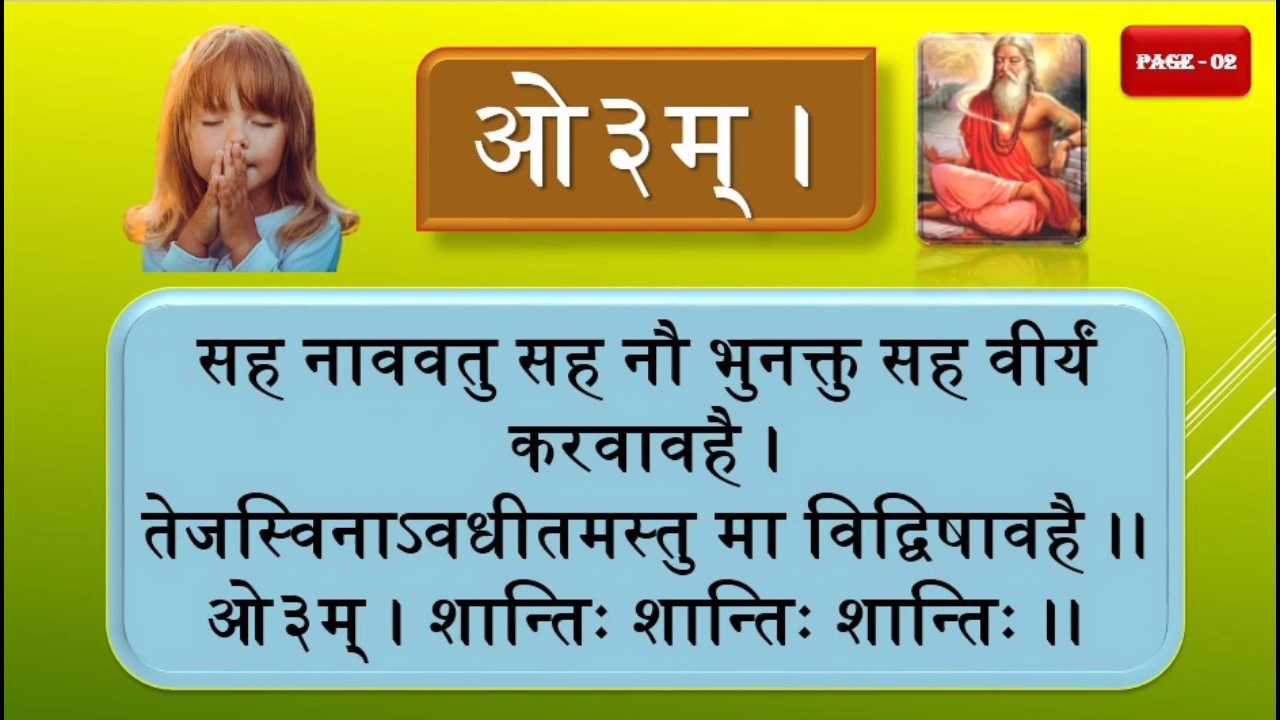 ओ३म् ।
PAGE - 02
सह नाववतु सह नौ भुनक्तु सह वीर्यं
करवावहै ।
तेजस्विनाऽवधीतमस्तु मा विद्विषावहै ।।
ओ३म् । शान्तिः शान्तिः शान्तिः ।।